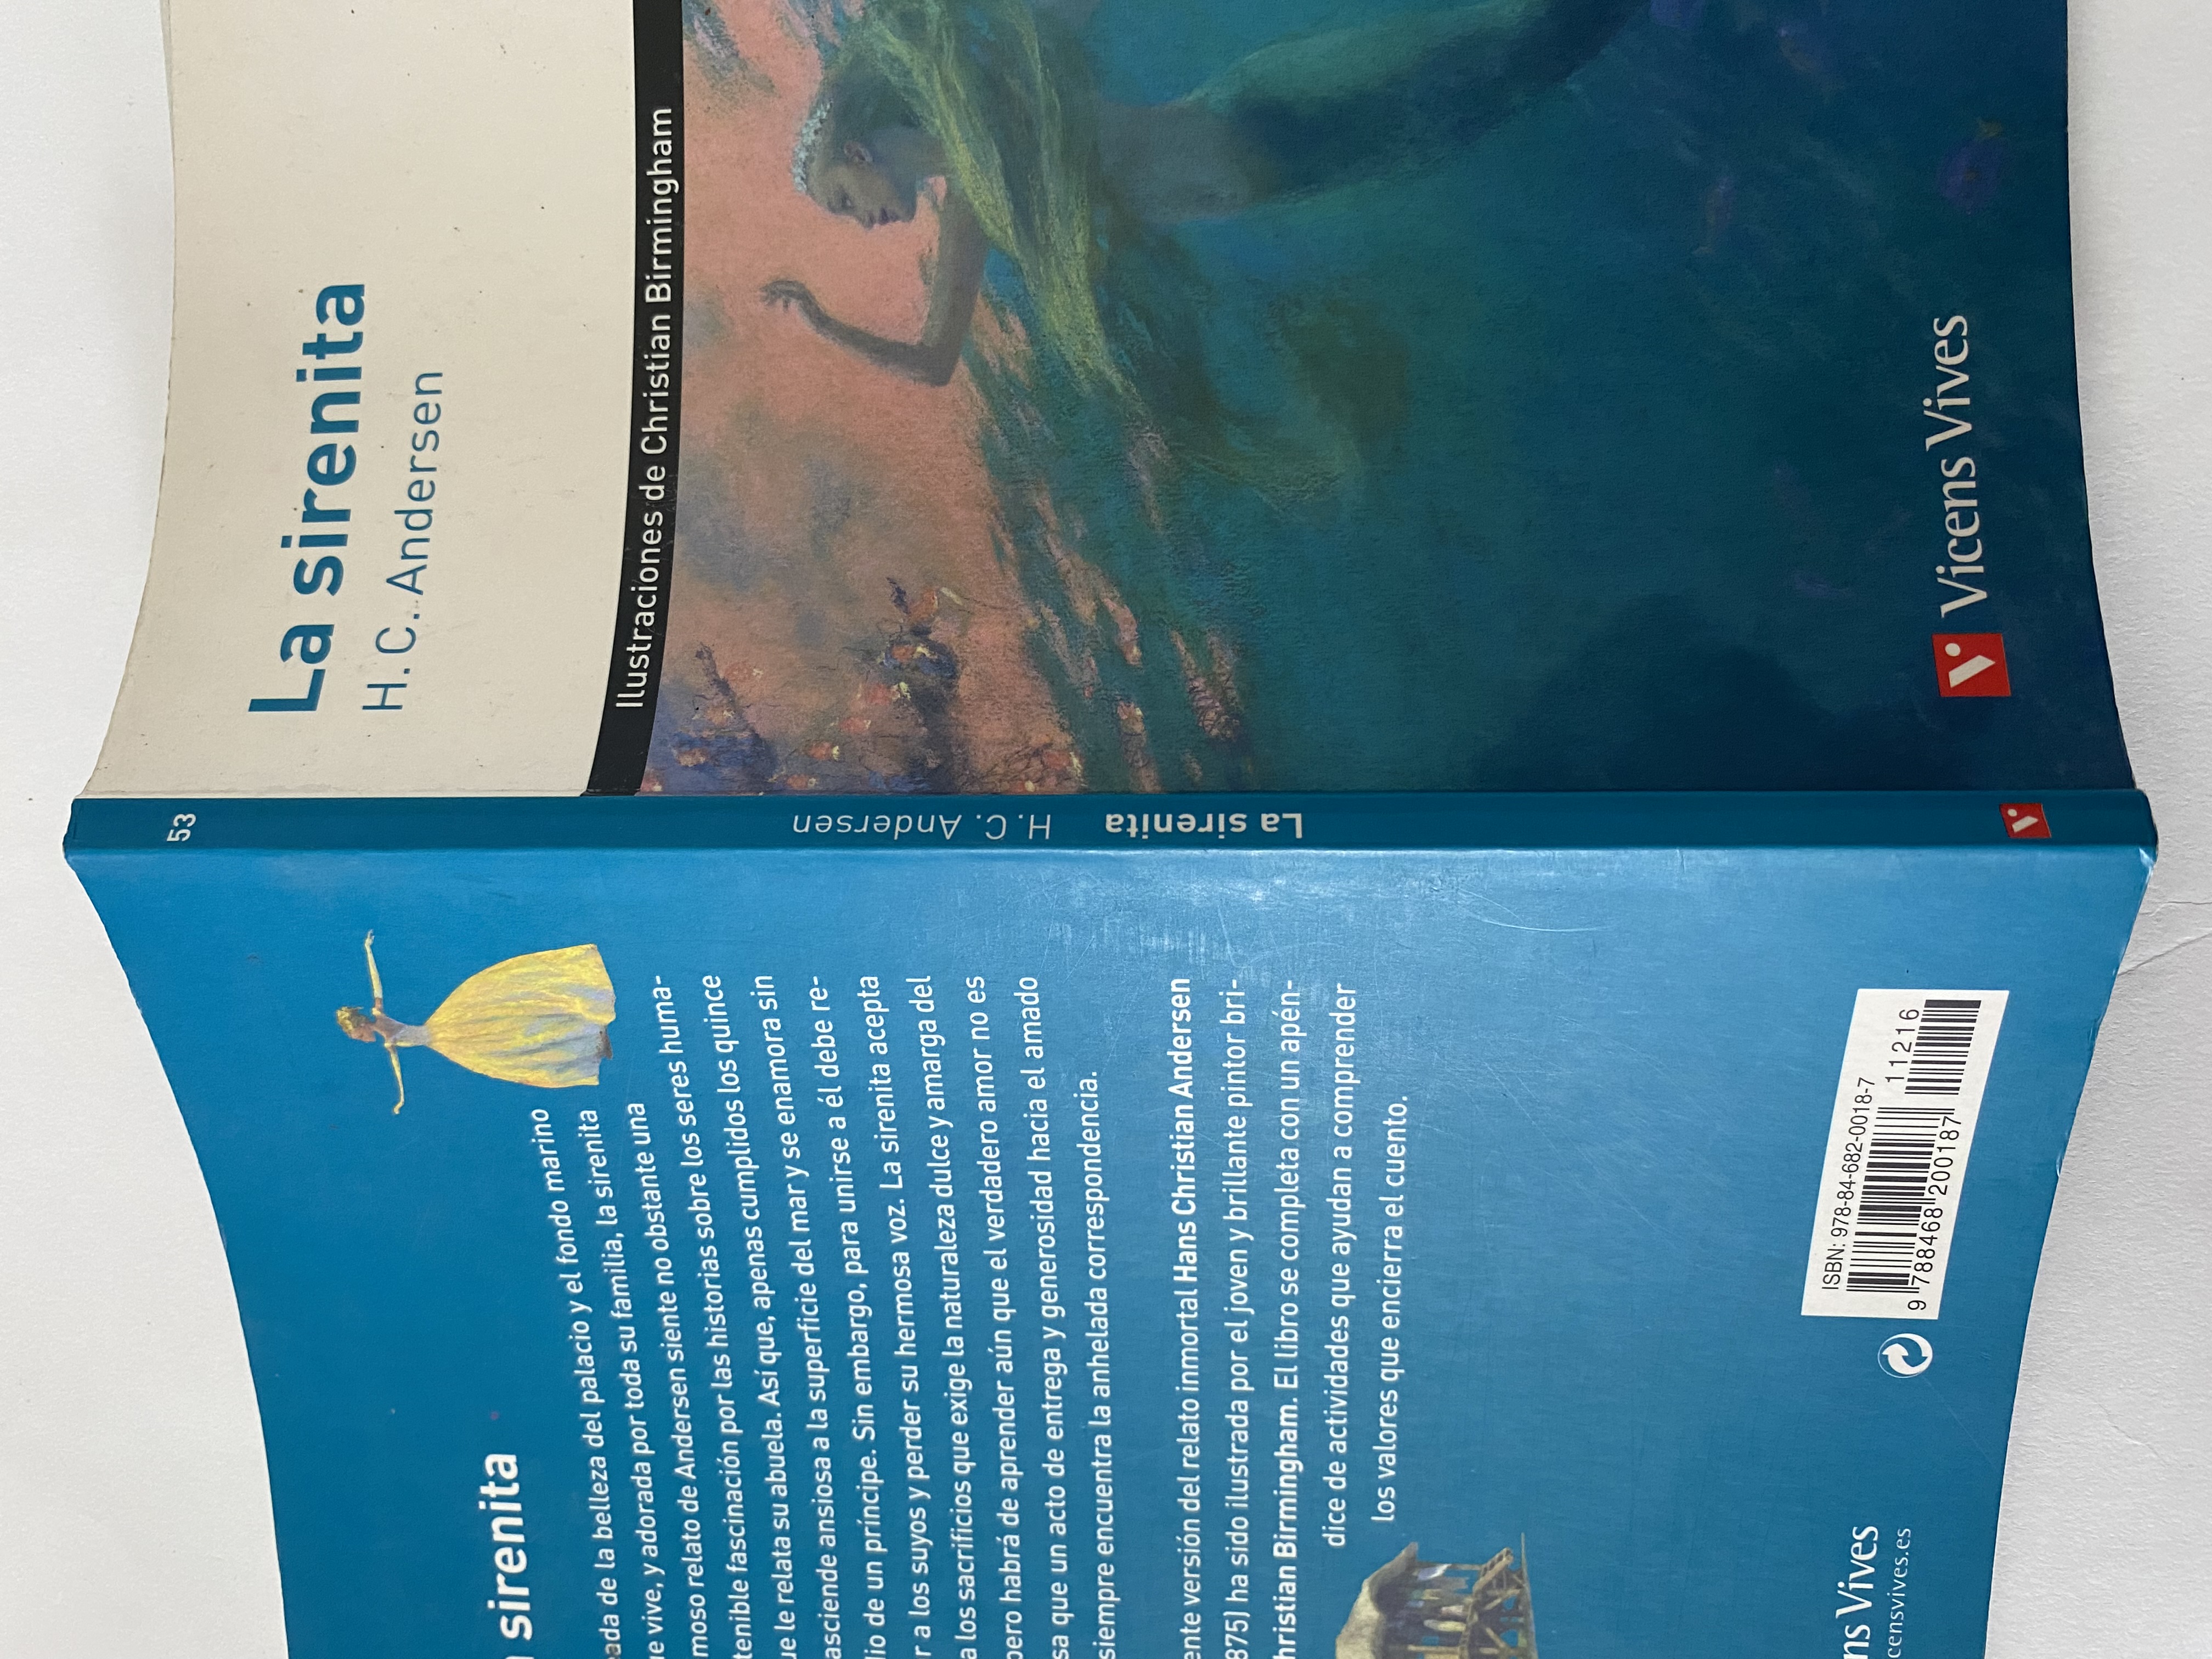 sirenita
de la belleza del palacio y el fondo marino
vive, y adorada por toda su familia, la sirenita
relato de Andersen siente no obstante una
fascinación por las historias sobre los seres huma-
le relata su abuela. Así que, apenas cumplidos los quince
asciende ansiosa a la superficie del mar y se enamora sin
de un príncipe. Sin embargo, para unirse a él debe re-
a los suyos y perder su hermosa voz. La sirenita acepta
los sacrificios que exige la naturaleza dulce y amarga del
pero habrá de aprender aún que el verdadero amor no es
que un acto de entrega y generosidad hacia el amado
siempre encuentra la anhelada correspondencia.
versión del relato inmortal Hans Christian Andersen
875) ha sido ilustrada por el joven y brillante pintor bri-
hristian Birmingham. El libro se completa con un apén-
dice de actividades que ayudan a comprender
los valores que encierra el cuento.
ns Vives
censvives.es
ISBN: 978-84-682-0018-7
11216
9 788468 200187
53
La sirenita H. C. Andersen
La sirenita
H. C. Andersen
Ilustraciones de Christian Birmingham
Vicens Vives